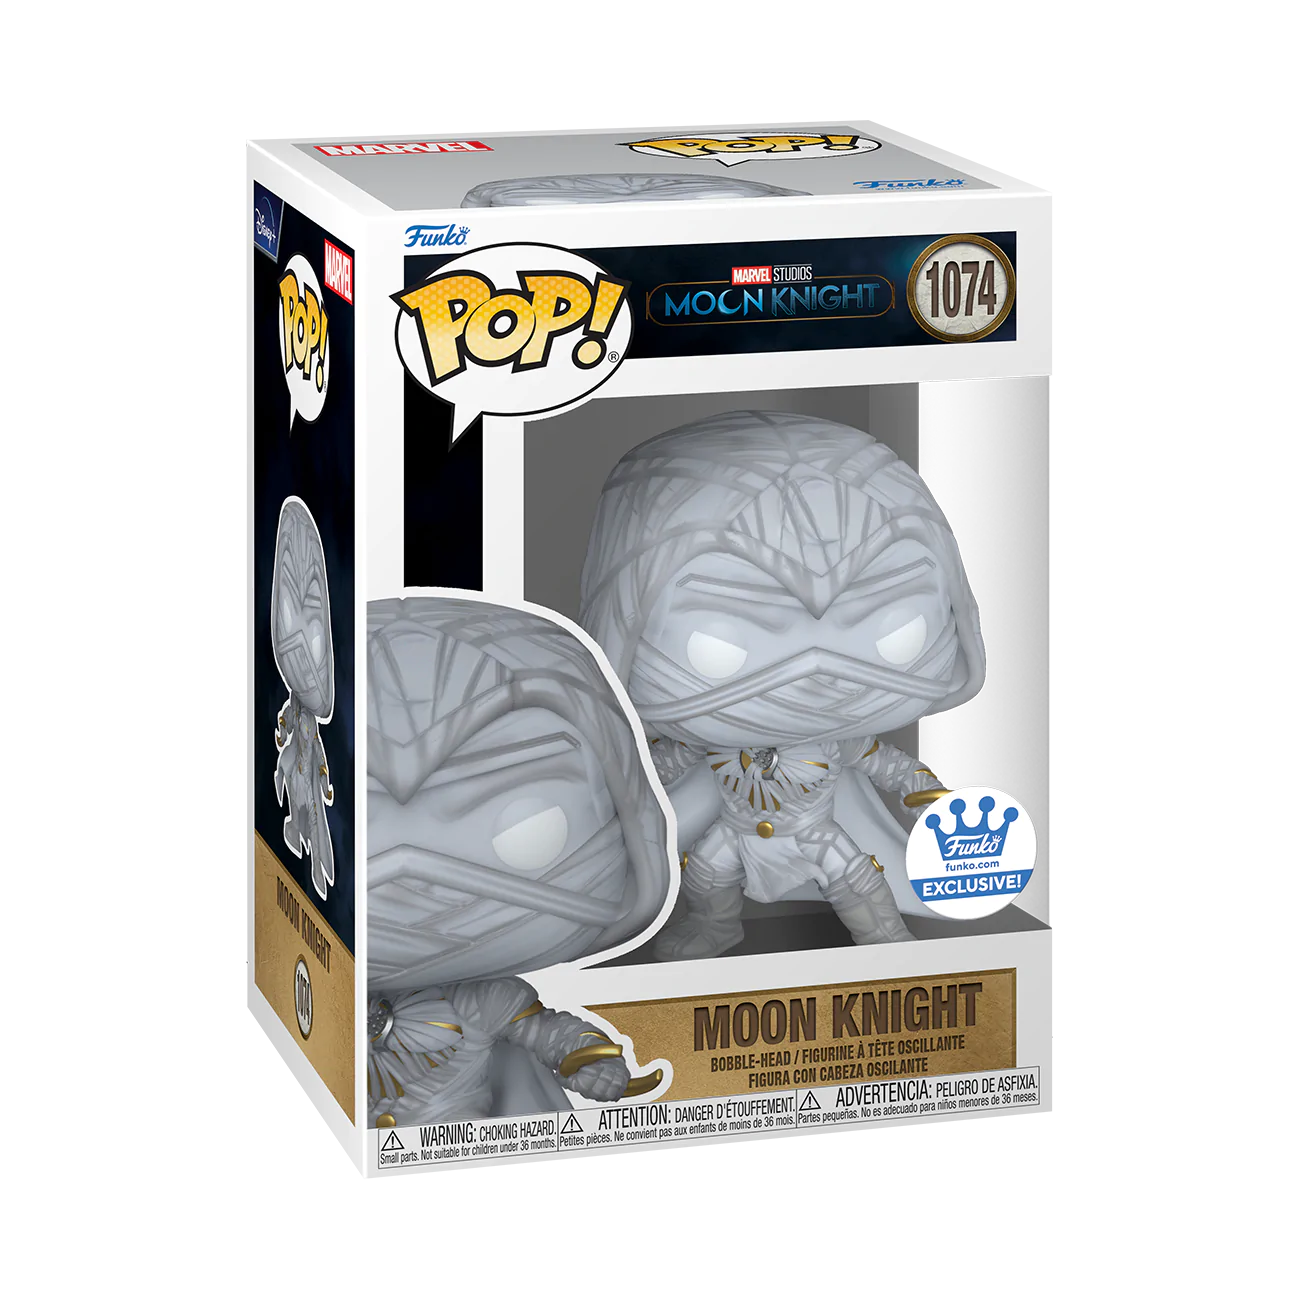 MARVEL
POP!
Funko
Disney+
MARVEL
POP!
MOON KNIGHT
1074
Funko
POP!®
MARVEL STUDIOS
MOON KNIGHT
1074
Funko
funko.com
EXCLUSIVE!
MOON KNIGHT
BOBBLE-HEAD / FIGURINE À TÊTE OSCILLANTE
FIGURA CON CABEZA OSCILANTE
WARNING: CHOKING HAZARD.
Small parts. Not suitable for children under 36 months.
ATTENTION: DANGER D'ÉTOUFFEMENT.
Petites pièces. Ne convient pas aux enfants de moins de 36 mois.
ADVERTENCIA: PELIGRO DE ASFIXIA.
Partes pequeñas. No es adecuado para niños menores de 36 meses.